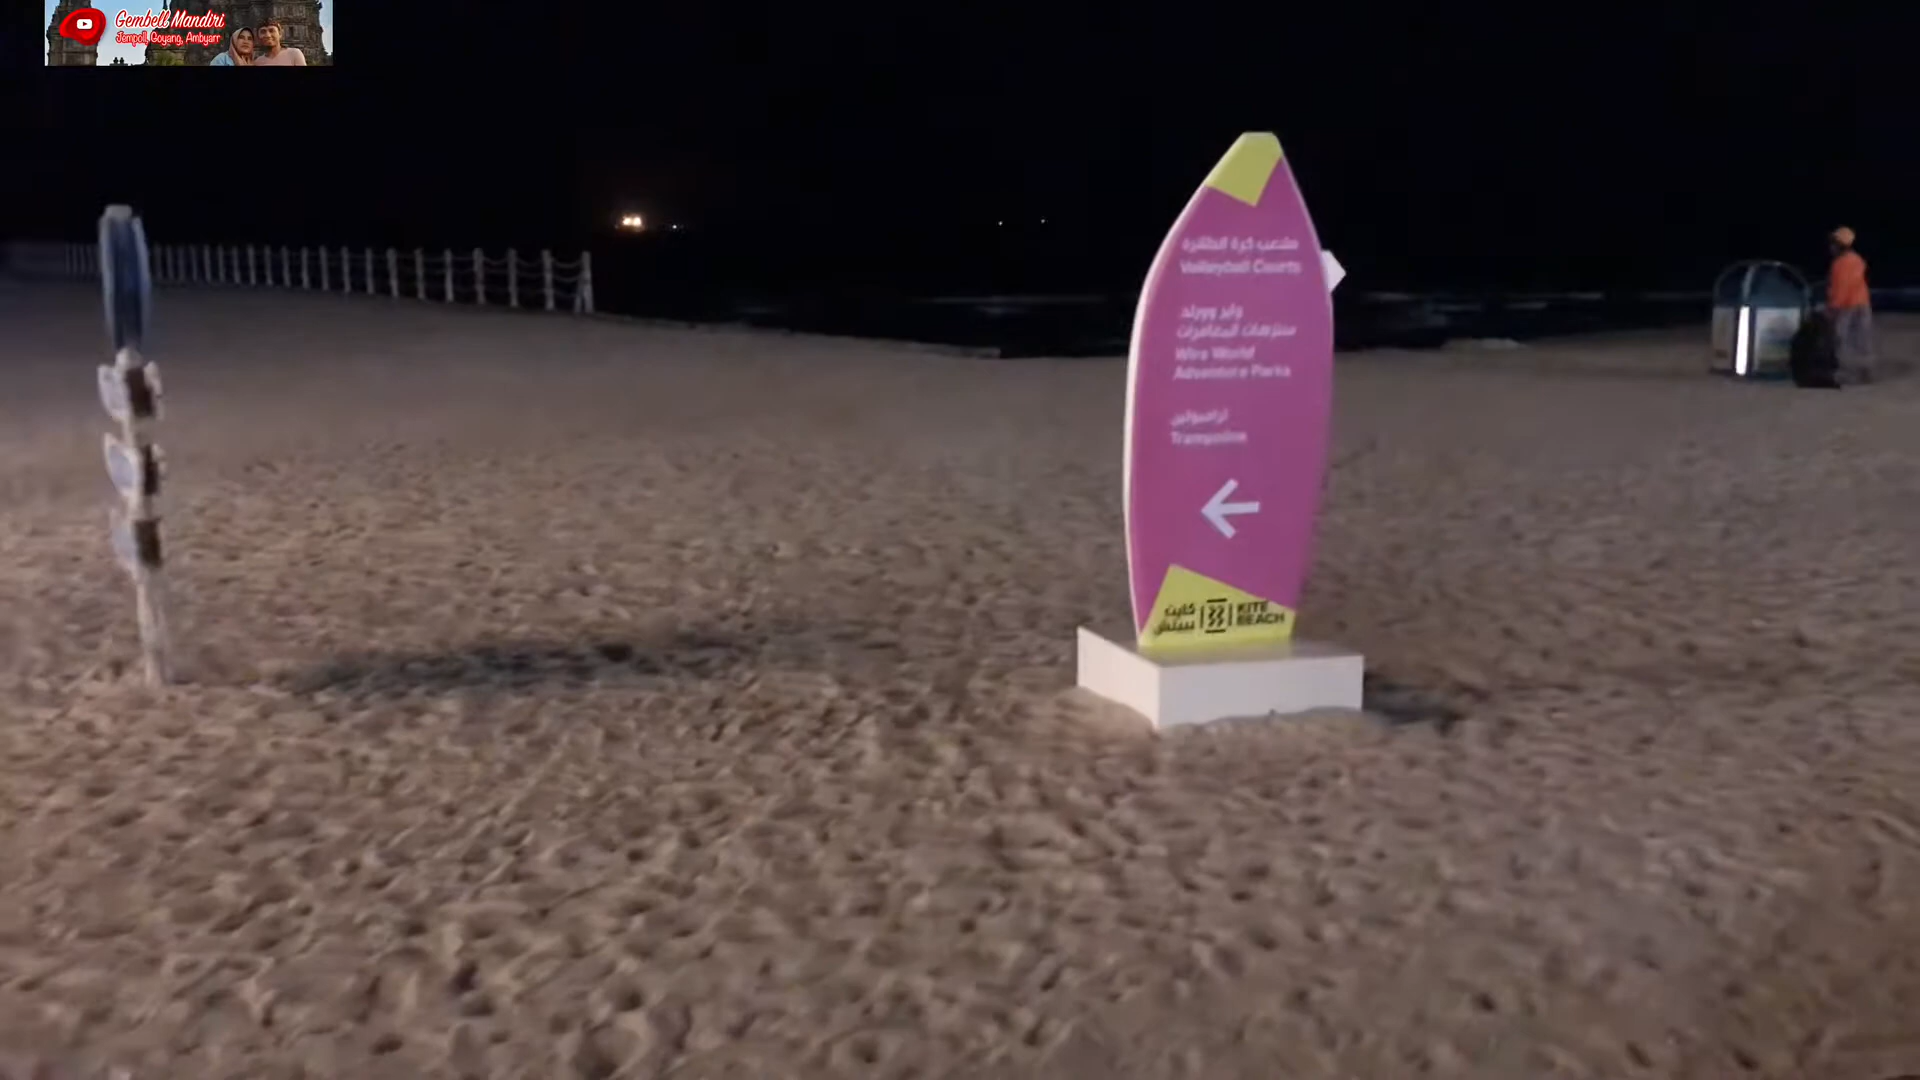 Gembell Mandiri
Jempoll, Goyang, Ambyarr
ملاعب كرة الطائرة
Volleyball Courts
واير وورلد
منتزهات المغامرات
Wire World
Adventure Parks
ترامبولين
Trampoline
كايت
بيتش
KITE
BEACH